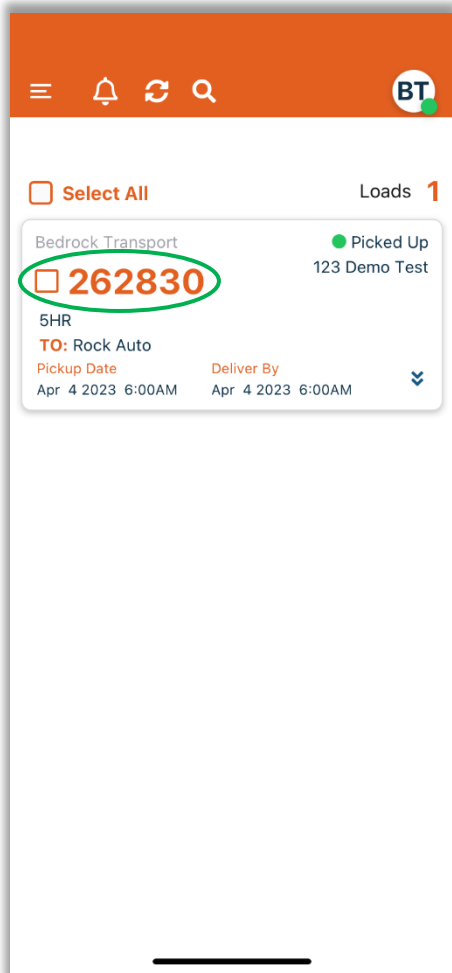 BT
Select All
Loads 1
Bedrock Transport
Picked Up
262830
123 Demo Test
5HR
TO: Rock Auto
Pickup Date
Deliver By
Apr 4 2023 6:00AM
Apr 4 2023 6:00AM